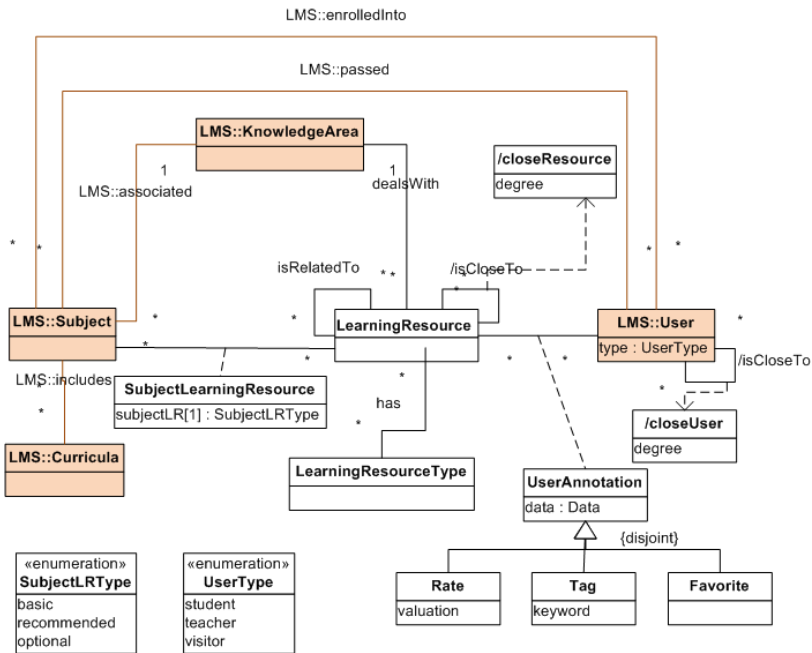 LMS::enrolledInto
LMS::passed
LMS::KnowledgeArea
/closeResource
degree
1
1
LMS::associated
dealsWith
*
*
*
*
isRelatedTo
*
*
/isCloseTo
*
*
LMS::Subject
*
*
LearningResource
LMS::User
type : UserType
*
*
*
*
*
/isCloseTo
LMS::includes
*
*
SubjectLearningResource
subjectLR[1] : SubjectLRType
*
has
*
*
/closeUser
degree
LMS::Curricula
LearningResourceType
UserAnnotation
data : Data
{disjoint}
«enumeration»
SubjectLRType
basic
recommended
optional
«enumeration»
UserType
student
teacher
visitor
Rate
valuation
Tag
keyword
Favorite